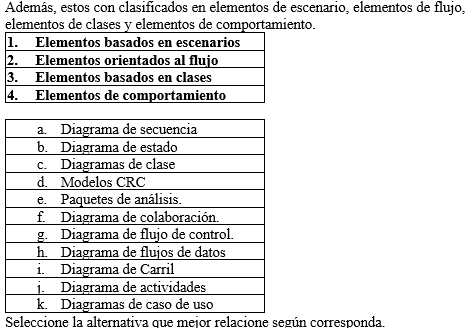 Además, estos con clasificados en elementos de escenario, elementos de flujo,
elementos de clases y elementos de comportamiento.
1. Elementos basados en escenarios
2. Elementos orientados al flujo
3. Elementos basados en clases
4. Elementos de comportamiento
a. Diagrama de secuencia
b. Diagrama de estado
c. Diagramas de clase
d. Modelos CRC
e. Paquetes de análisis.
f. Diagrama de colaboración.
g. Diagrama de flujo de control.
h. Diagrama de flujos de datos
i. Diagrama de Carril
j. Diagrama de actividades
k. Diagramas de caso de uso
Seleccione la alternativa que mejor relacione según corresponda.